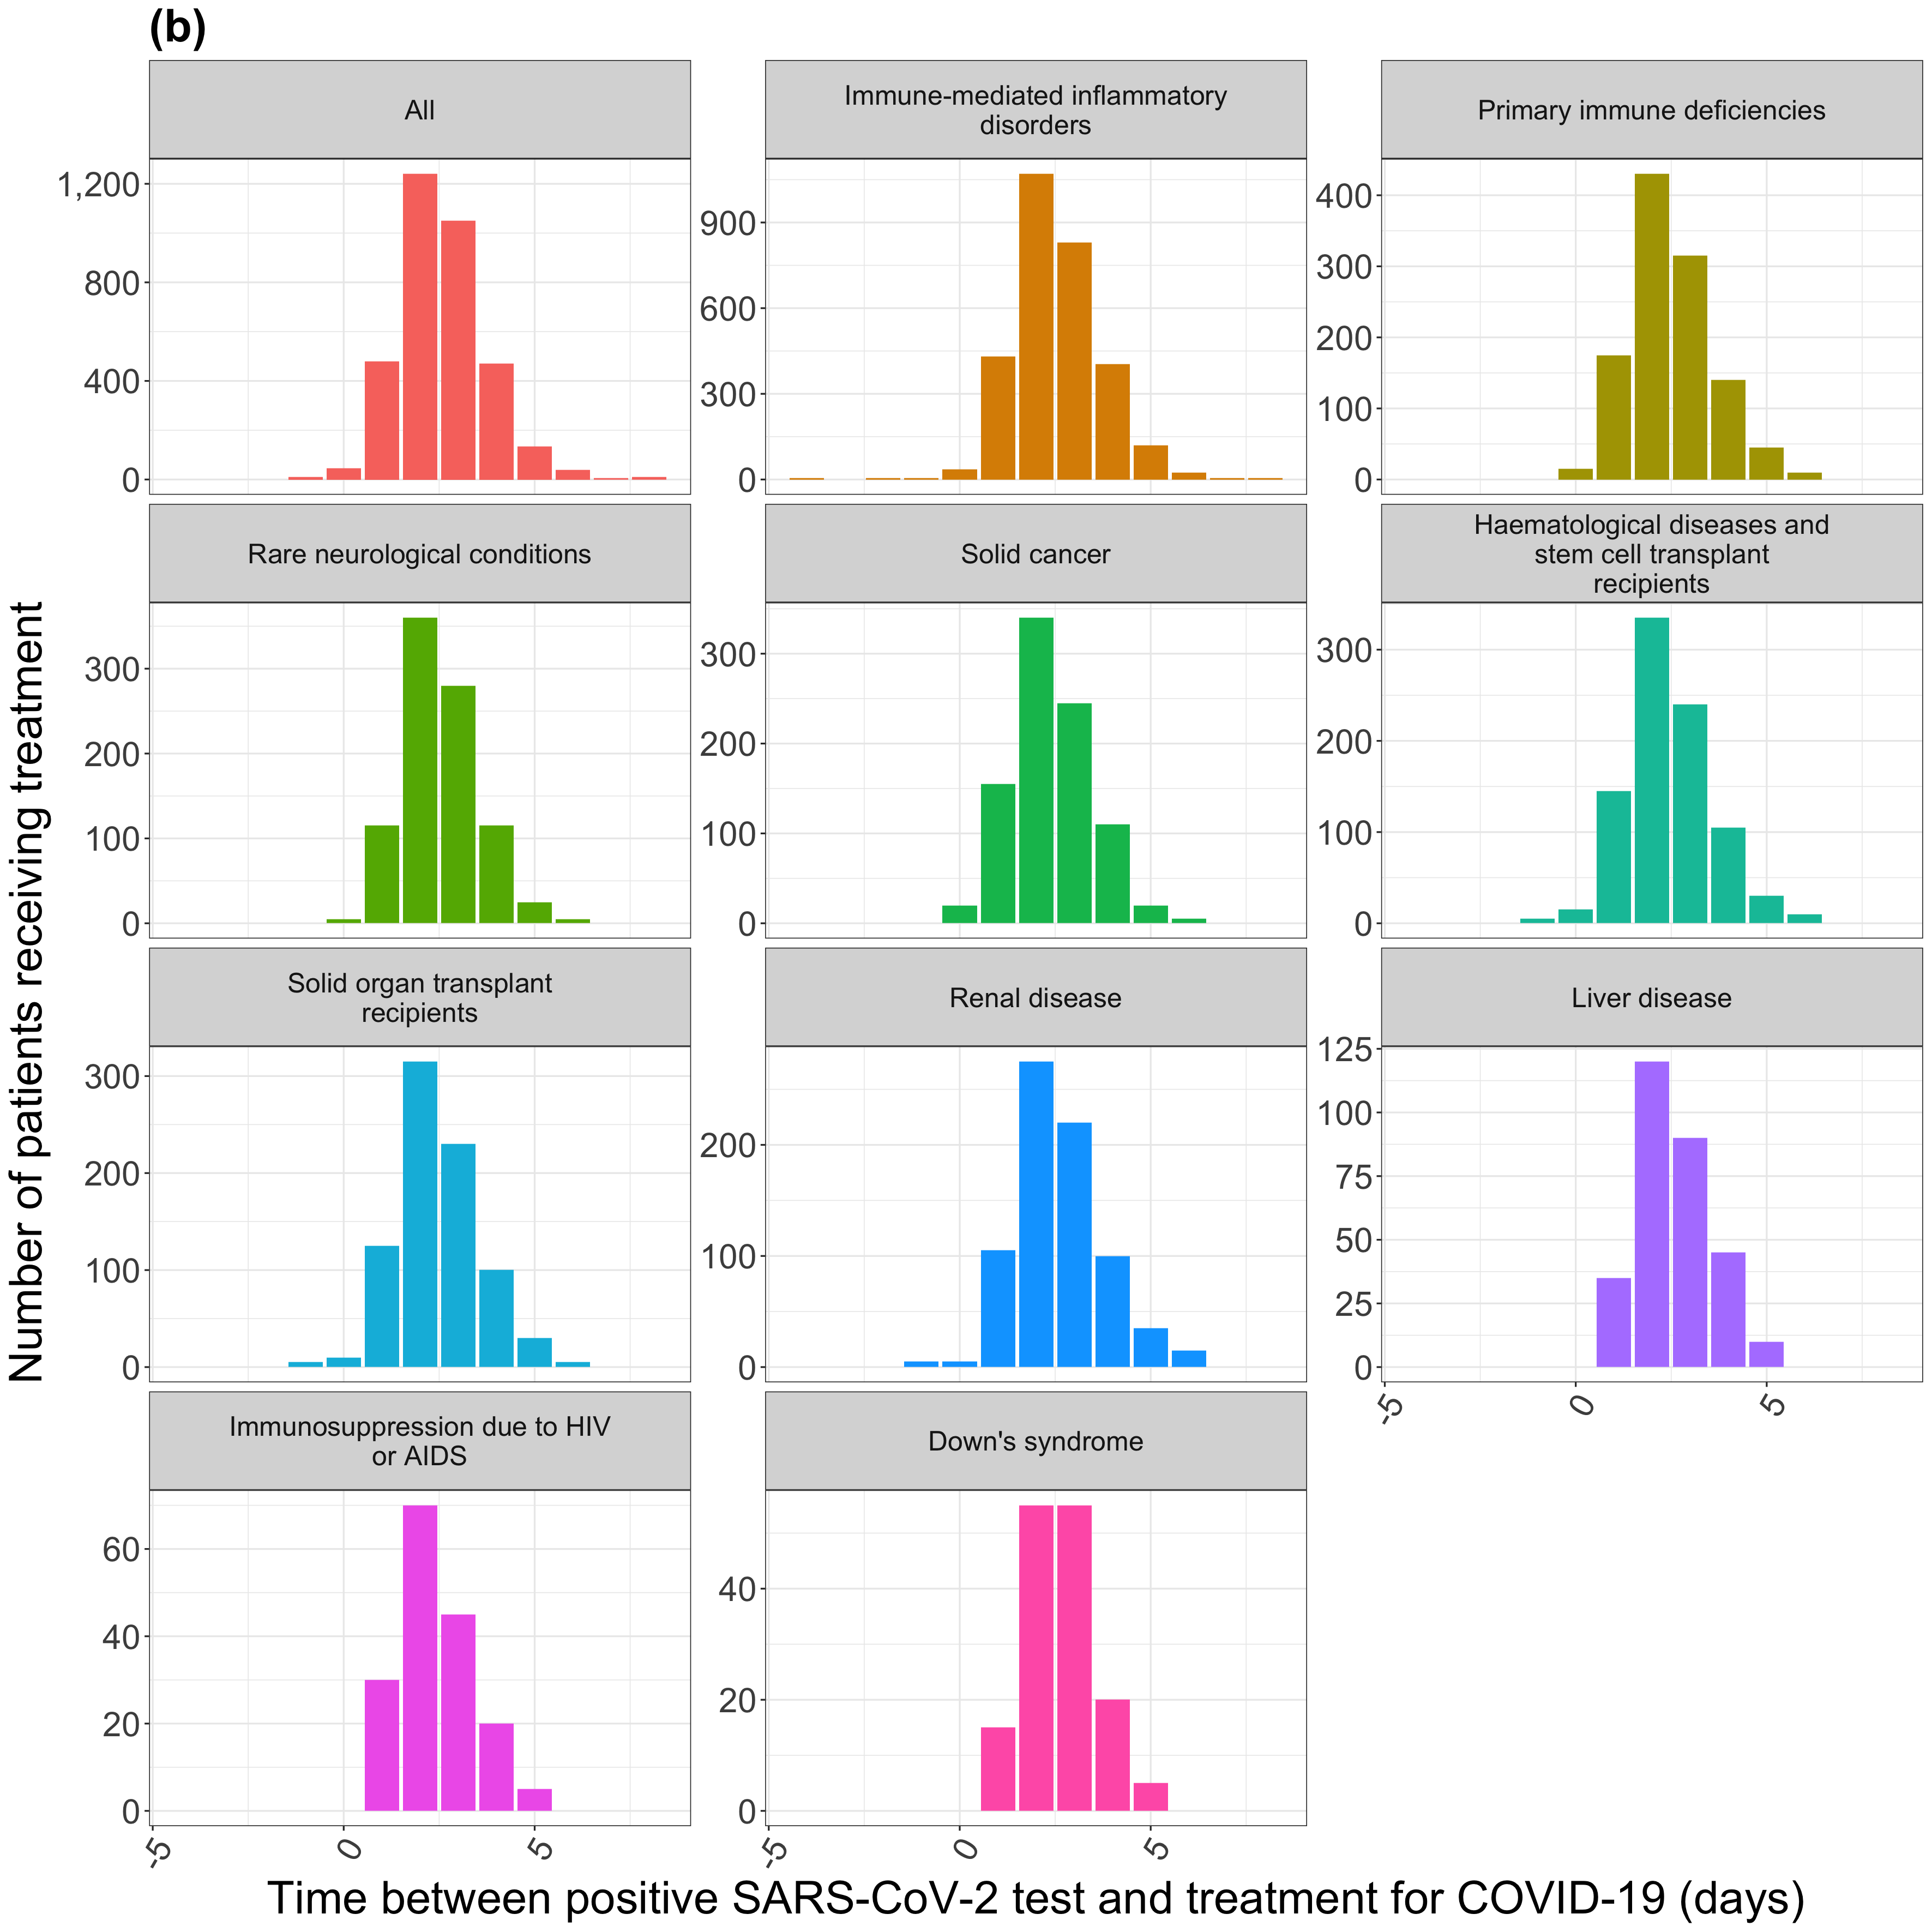 (b)
All
1,200
800
400
0
Immune-mediated inflammatory
disorders
900
600
300
0
Primary immune deficiencies
400
300
200
100
0
Rare neurological conditions
300
200
100
0
Solid cancer
300
200
100
0
Haematological diseases and
stem cell transplant
recipients
300
200
100
0
Solid organ transplant
recipients
300
200
100
0
Renal disease
200
100
0
Liver disease
125
100
75
50
25
0
-5 0 5
Immunosuppression due to HIV
or AIDS
60
40
20
0
-5 0 5
Down's syndrome
40
20
0
-5 0 5
Number of patients receiving treatment
Time between positive SARS-CoV-2 test and treatment for COVID-19 (days)